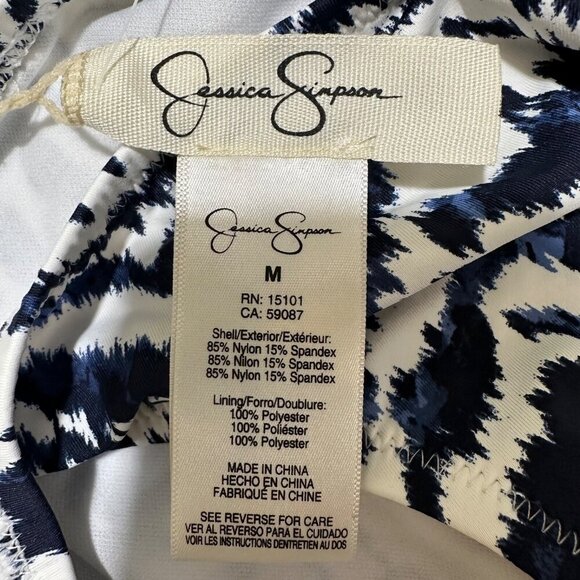 Jessica Simpson
Jessica Simpson
M
RN: 15101
CA: 59087
Shell/Exterior/Extérieur:
85% Nylon 15% Spandex
85% Nilon 15% Spandex
85% Nylon 15% Spandex
Lining/Forro/Doublure:
100% Polyester
100% Poliéster
100% Polyester
MADE IN CHINA
HECHO EN CHINA
FABRIQUÉ EN CHINE
SEE REVERSE FOR CARE
VER AL REVERSO PARA EL CUIDADO
VOIR LES INSTRUCTIONS DENTRETIEN AU DOS